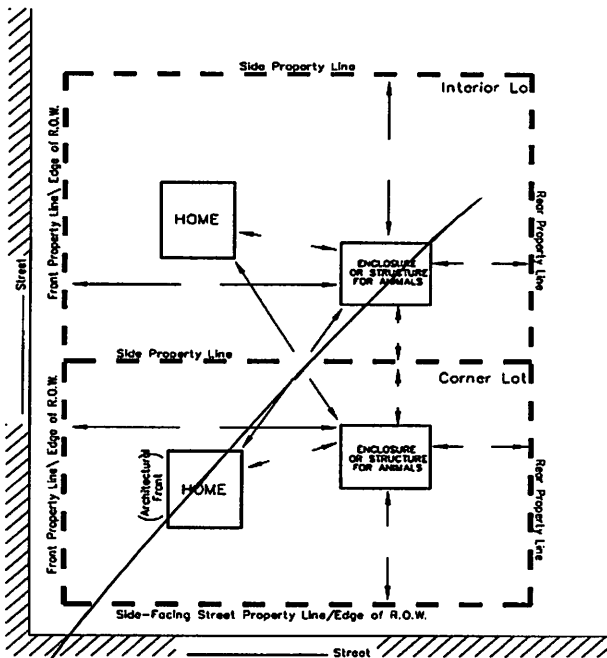 Side Property Line
Interior Lo
Front Property Line\ Edge of R.O.W.
HOME
ENCLOSURE
OR STRUCTURE
FOR ANIMALS
Rear Property Line
Street
Side Property Line
Corner Lot
Front Property Line\ Edge of R.O.W.
(Architectural
Front)
HOME
ENCLOSURE
OR STRUCTURE
FOR ANIMALS
Rear Property Line
Side-Facing Street Property Line/Edge of R.O.W.
Street